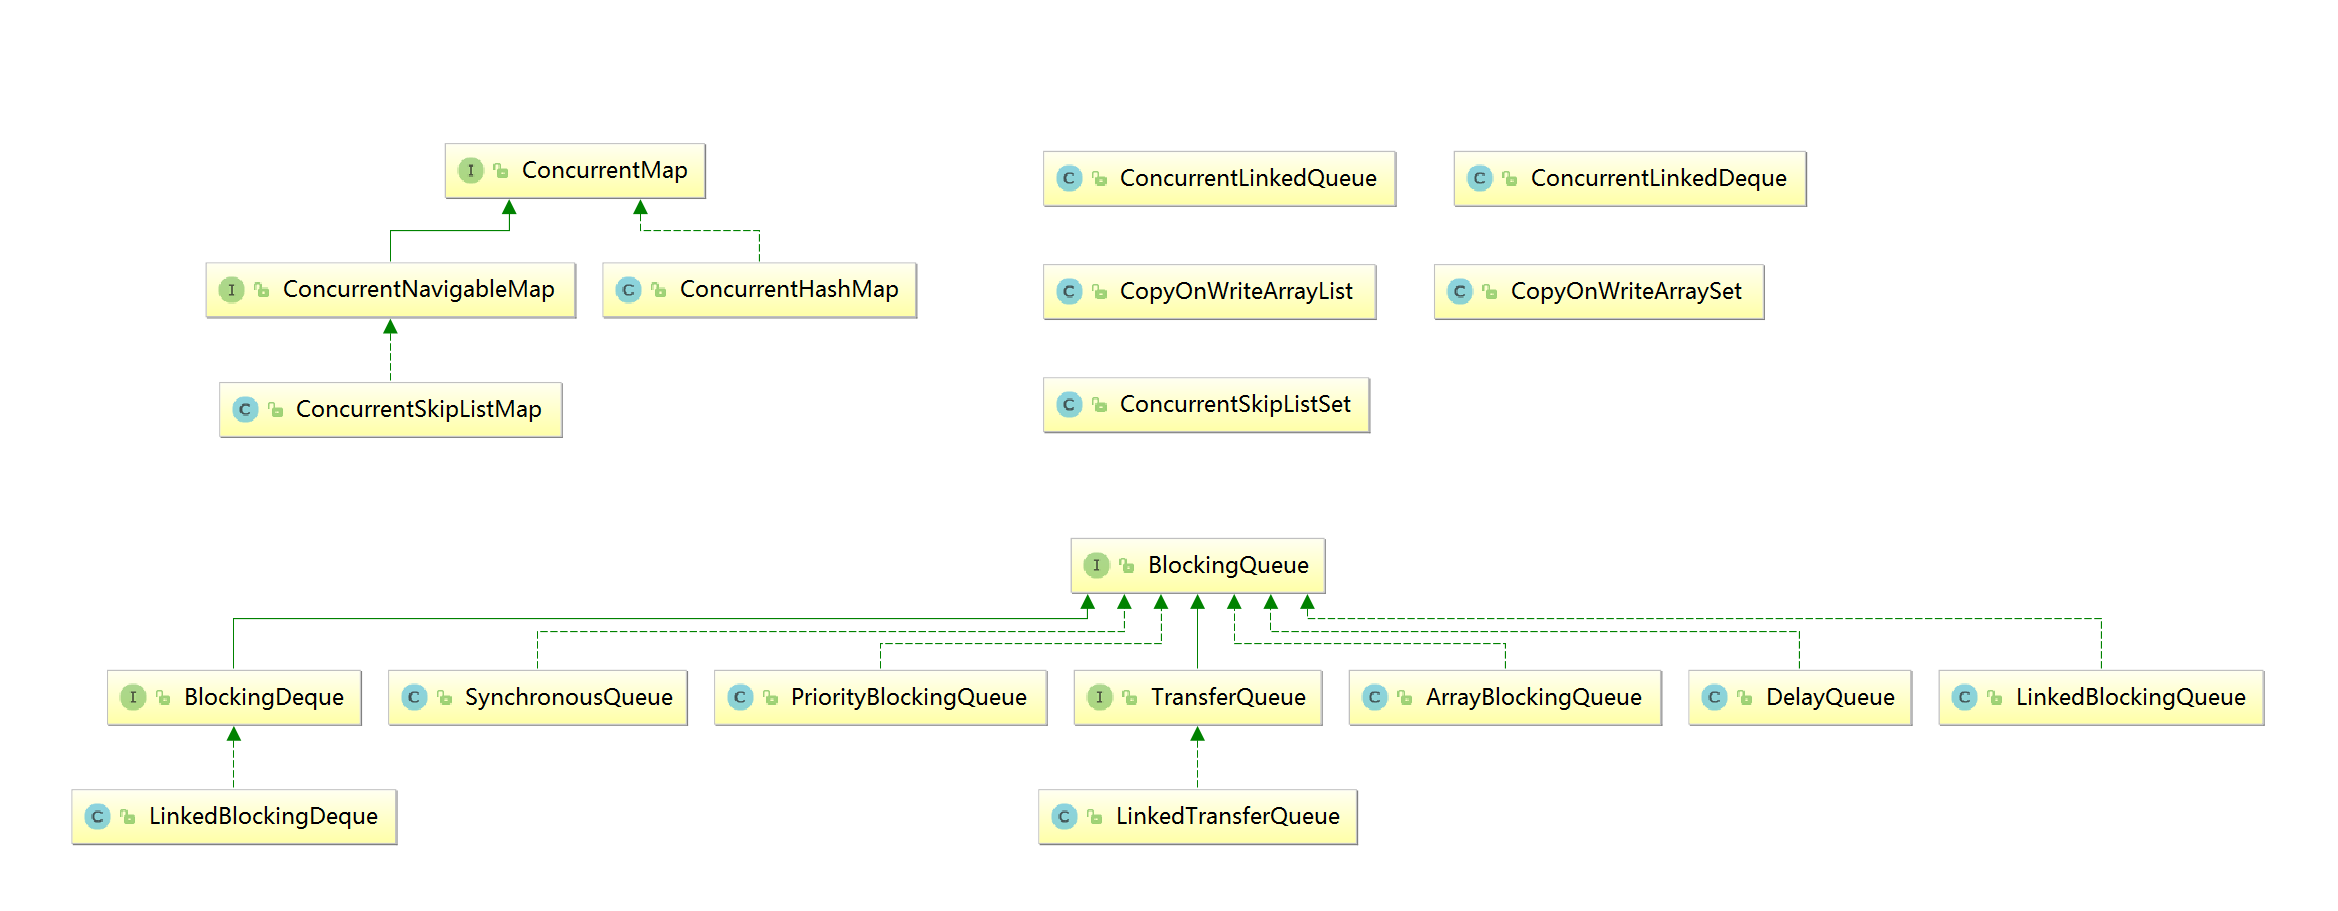 I ConcurrentMap
C ConcurrentLinkedQueue
C ConcurrentLinkedDeque
I ConcurrentNavigableMap
C ConcurrentHashMap
C CopyOnWriteArrayList
C CopyOnWriteArraySet
C ConcurrentSkipListMap
C ConcurrentSkipListSet
I BlockingQueue
I BlockingDeque
C SynchronousQueue
C PriorityBlockingQueue
I TransferQueue
C ArrayBlockingQueue
C DelayQueue
C LinkedBlockingQueue
C LinkedBlockingDeque
C LinkedTransferQueue